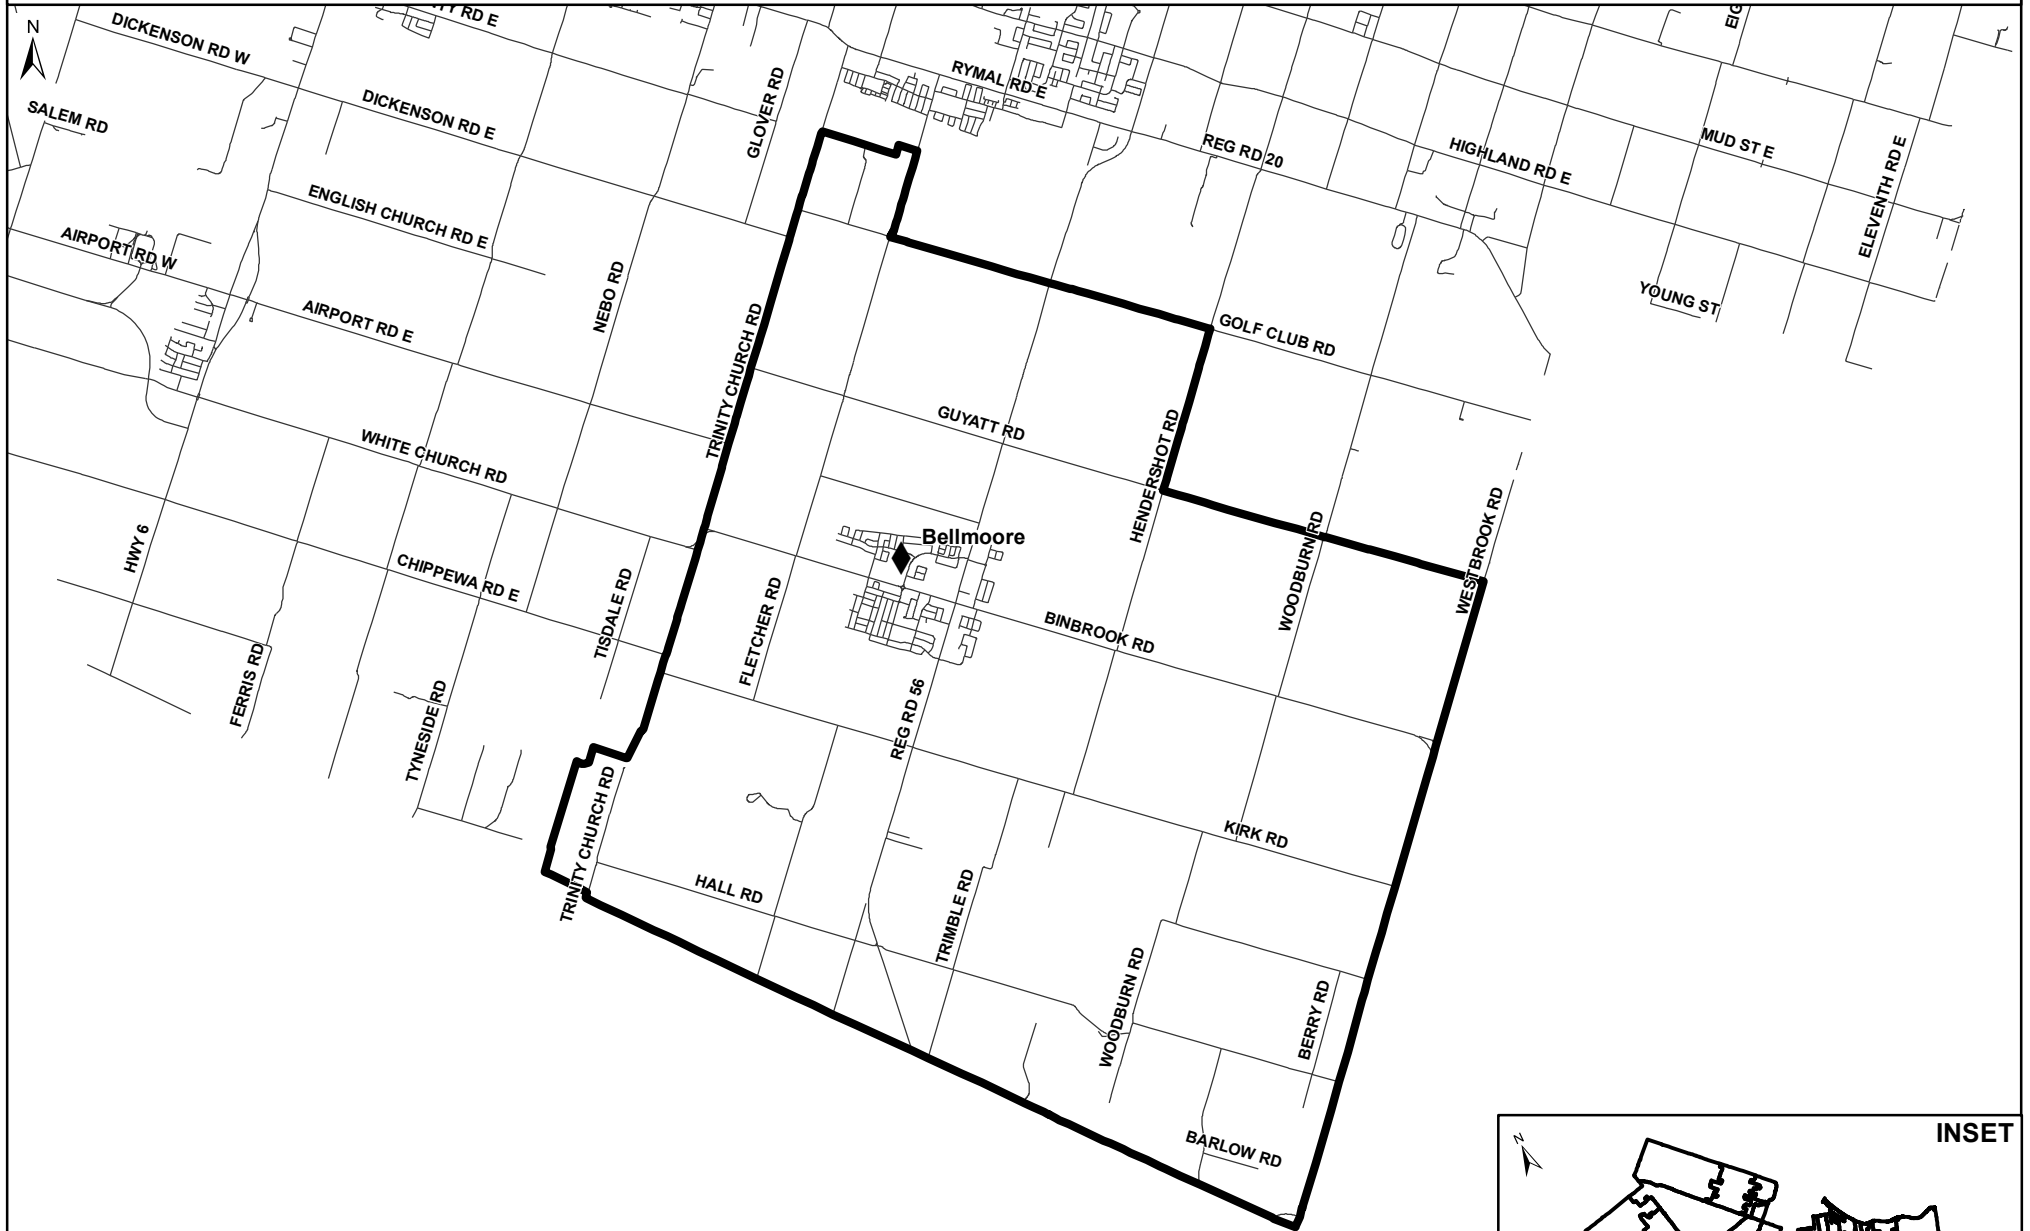 TY RD E
DICKENSON RD W
N
EIG
RYMAL RD E
GLOVER RD
DICKENSON RD E
SALEM RD
REG RD 20
MUD ST E
HIGHLAND RD E
ELEVENTH RD E
ENGLISH CHURCH RD E
AIRPORT RD W
NEBO RD
YOUNG ST
AIRPORT RD E
GOLF CLUB RD
TRINITY CHURCH RD
GUYATT RD
HENDERSHOT RD
WHITE CHURCH RD
WESTBROOK RD
HWY 6
Bellmoore
WOODBURN RD
CHIPPEWA RD E
TISDALE RD
FLETCHER RD
BINBROOK RD
FERRIS RD
TYNESIDE RD
REG RD 56
TRINITY CHURCH RD
KIRK RD
HALL RD
TRIMBLE RD
WOODBURN RD
BERRY RD
BARLOW RD
INSET
N